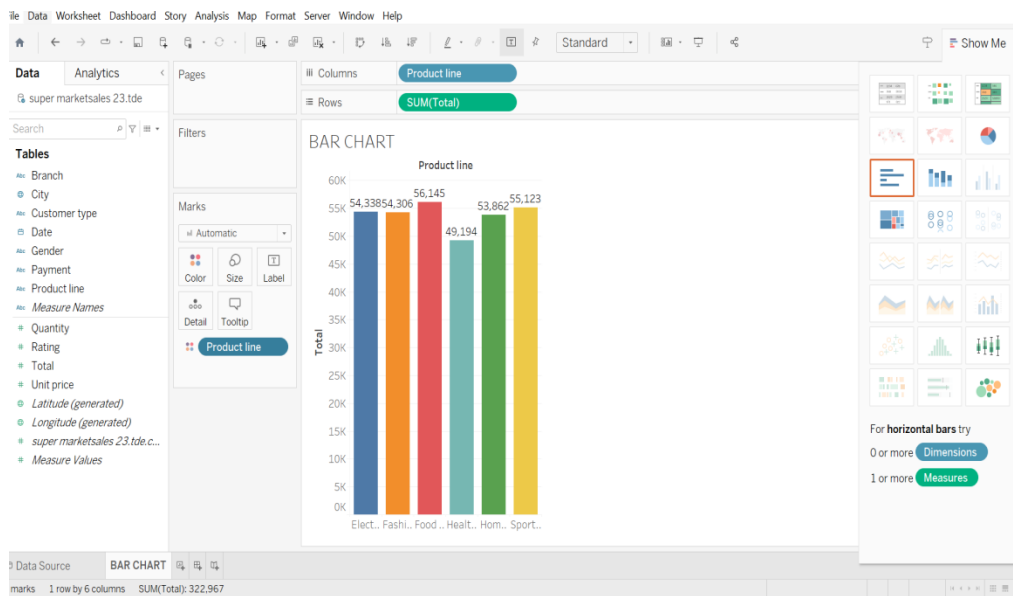 ile Data Worksheet Dashboard Story Analysis Map Format Server Window Help
Standard
Show Me
Data Analytics
super marketsales 23.tde
Search
Tables
Abc Branch
City
Abc Customer type
Date
Abc Gender
Abc Payment
Abc Product line
Abc Measure Names
# Quantity
# Rating
# Total
# Unit price
Latitude (generated)
Longitude (generated)
# super marketsales 23.tde.c...
# Measure Values
Pages
Filters
Marks
Automatic
Color Size Label
Detail Tooltip
Product line
Columns Product line
Rows SUM(Total)
BAR CHART
Product line
60K
55K
50K
45K
40K
35K
30K
25K
20K
15K
10K
5K
0K
Total
54,338 54,306 56,145 49,194 53,862 55,123
Elect.. Fashi.. Food .. Healt.. Hom.. Sport..
For horizontal bars try
0 or more Dimensions
1 or more Measures
Data Source BAR CHART
marks 1 row by 6 columns SUM(Total): 322,967